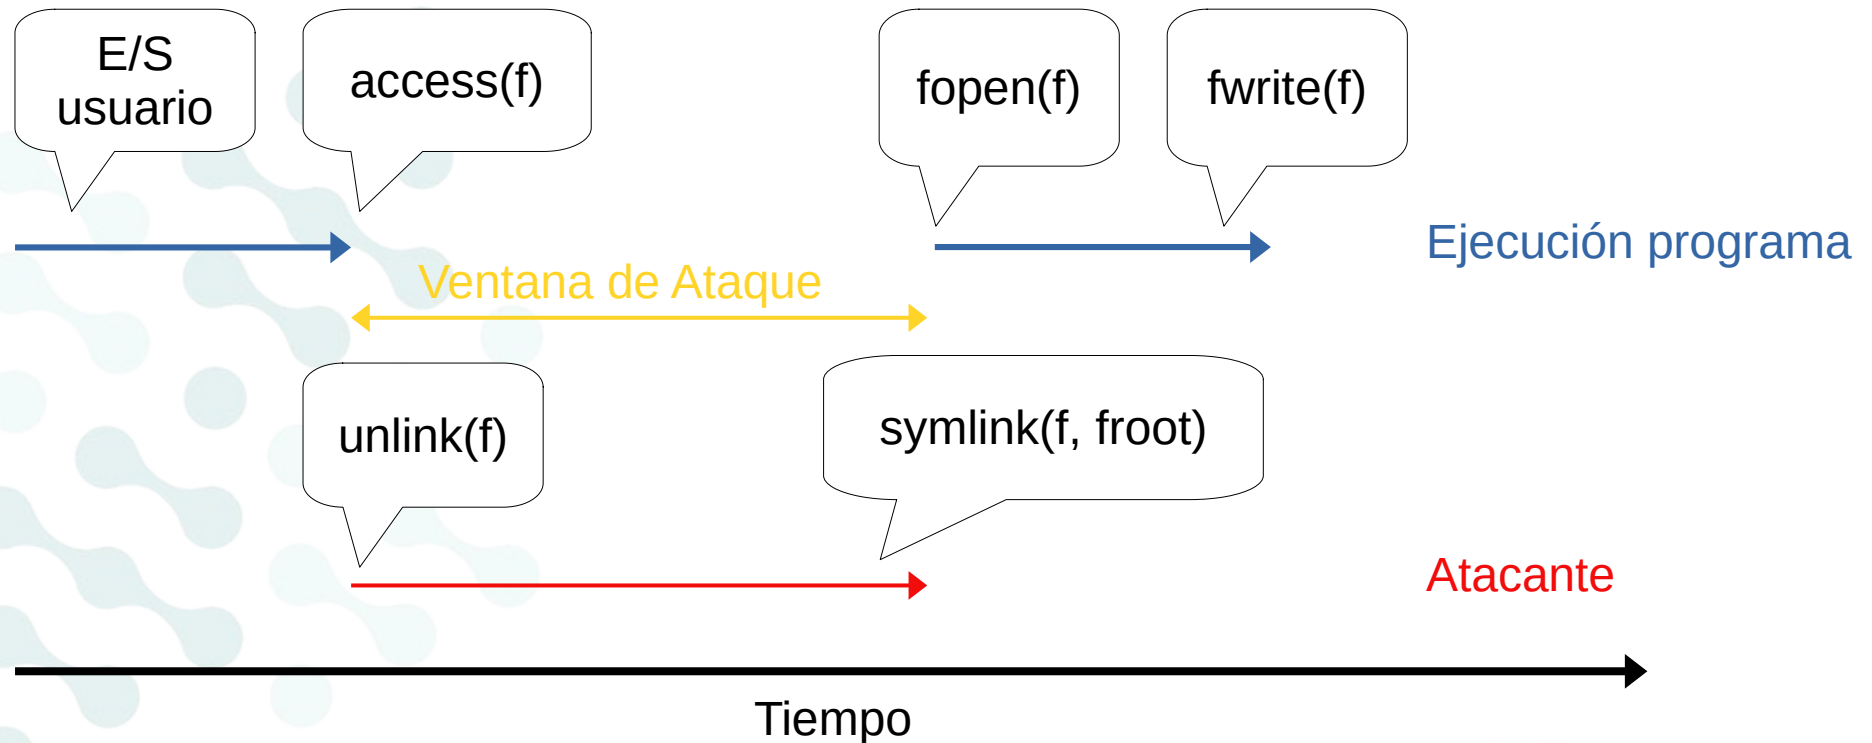 E/S
usuario
access(f)
fopen(f)
fwrite(f)
Ejecución programa
Ventana de Ataque
unlink(f)
symlink(f, froot)
Atacante
Tiempo